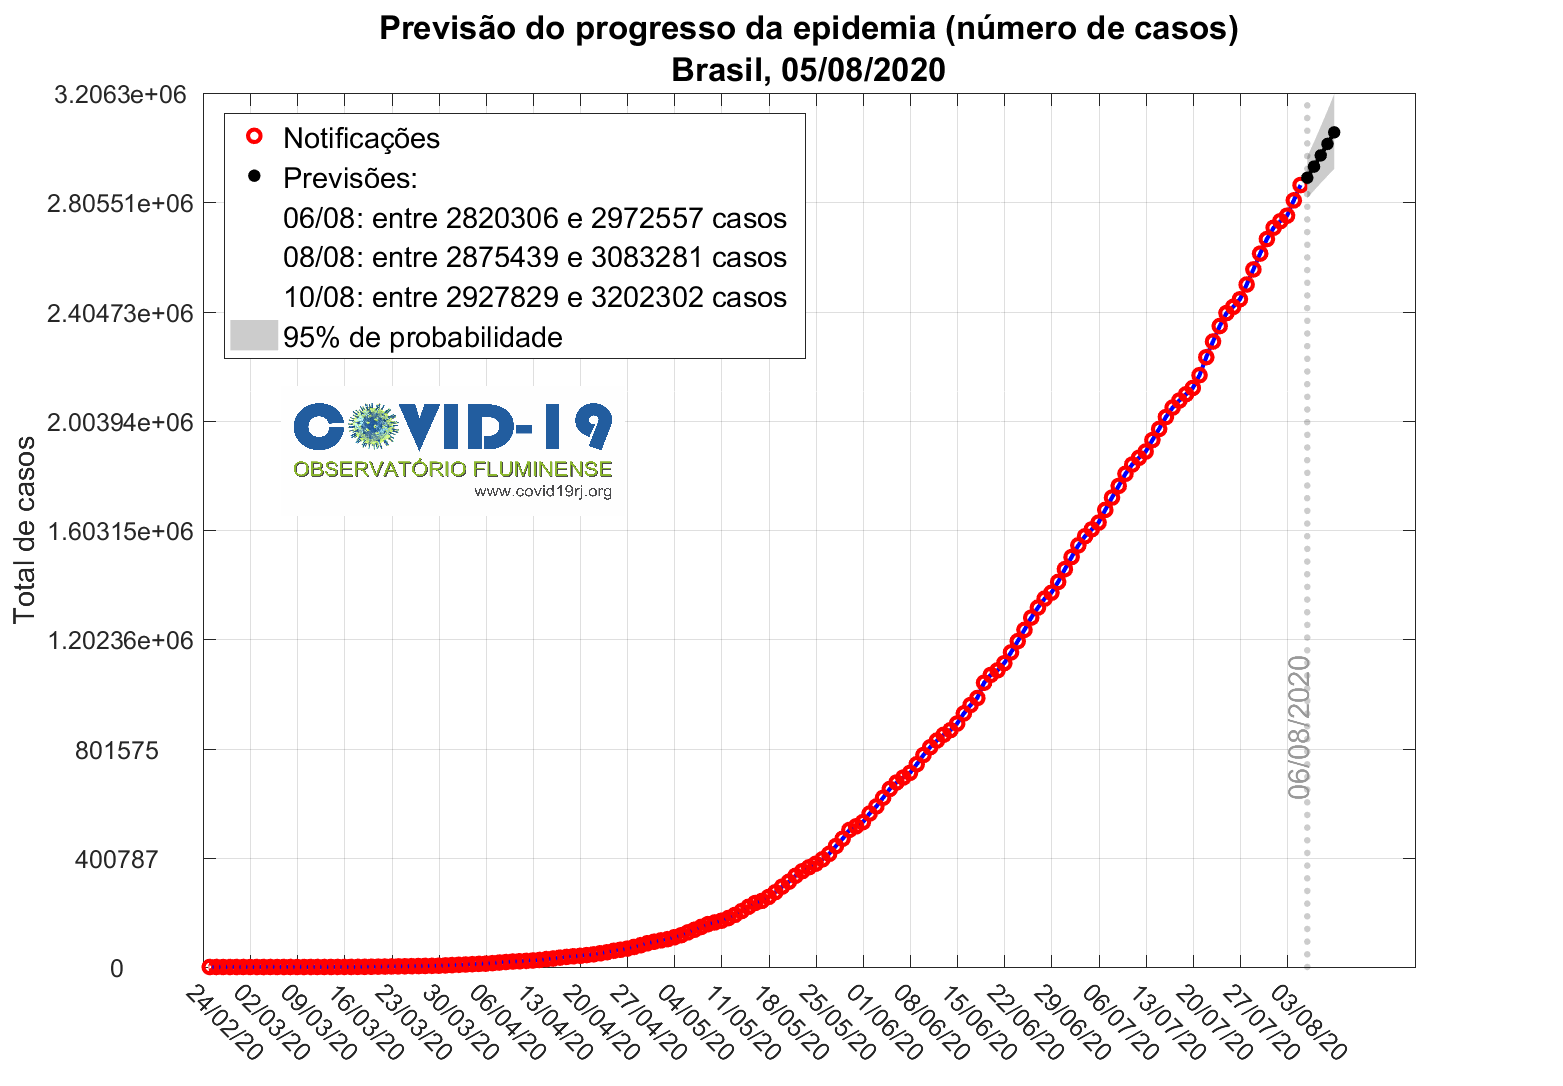 Previsão do progresso da epidemia (número de casos)
Brasil, 05/08/2020
3.2063e+06
2.80551e+06
2.40473e+06
2.00394e+06
1.60315e+06
1.20236e+06
801575
400787
0
Total de casos
Notificações
Previsões:
06/08: entre 2820306 e 2972557 casos
08/08: entre 2875439 e 3083281 casos
10/08: entre 2927829 e 3202302 casos
95% de probabilidade
COVID-19
OBSERVATÓRIO FLUMINENSE
www.covid19rj.org
06/08/2020
24/02/20
02/03/20
09/03/20
16/03/20
23/03/20
30/03/20
06/04/20
13/04/20
20/04/20
27/04/20
04/05/20
11/05/20
18/05/20
25/05/20
01/06/20
08/06/20
15/06/20
22/06/20
29/06/20
06/07/20
13/07/20
20/07/20
27/07/20
03/08/20